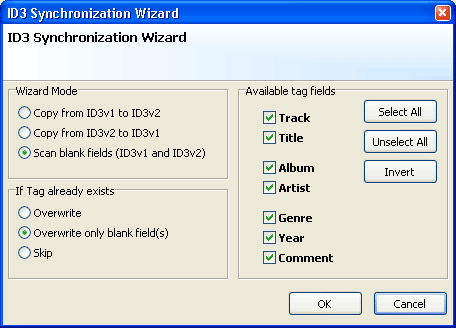 ID3 Synchronization Wizard
ID3 Synchronization Wizard
Wizard Mode
Copy from ID3v1 to ID3v2
Copy from ID3v2 to ID3v1
Scan blank fields (ID3v1 and ID3v2)
If Tag already exists
Overwrite
Overwrite only blank field(s)
Skip
Available tag fields
Track
Title
Album
Artist
Genre
Year
Comment
Select All
Unselect All
Invert
OK
Cancel